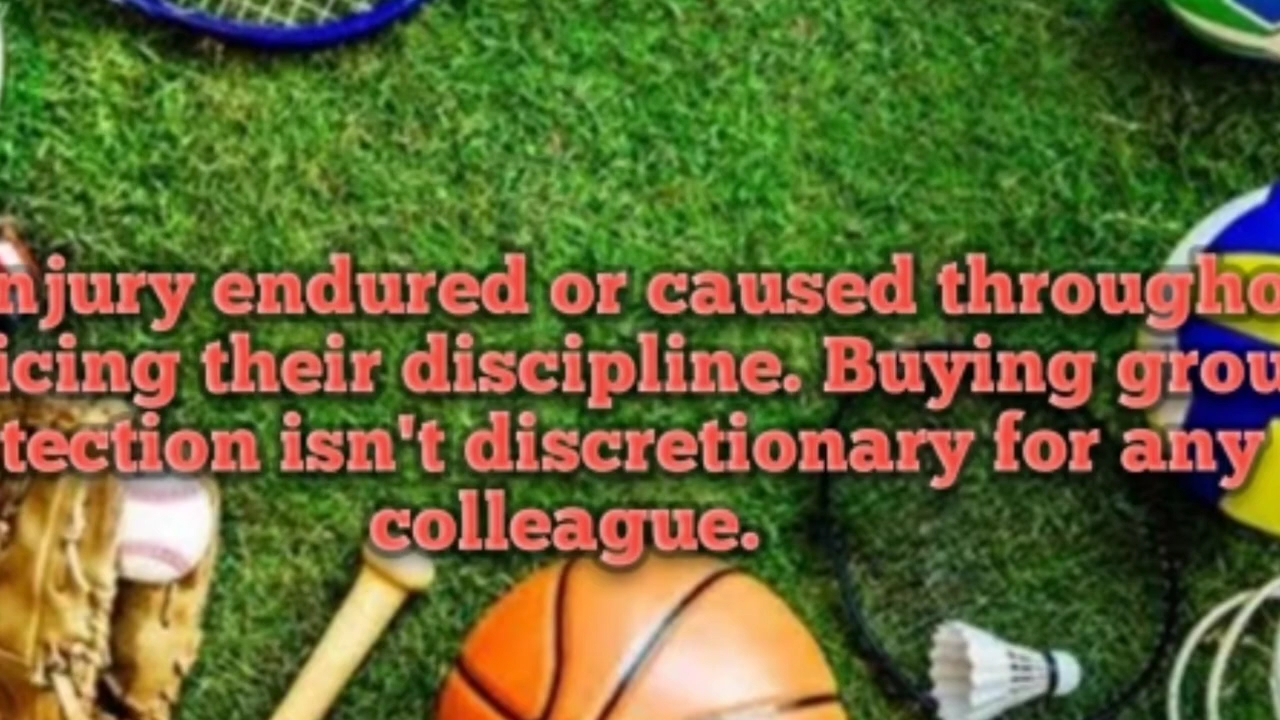 njury endured or caused througho
icing their discipline. Buying grou
tection isn't discretionary for any
colleague.